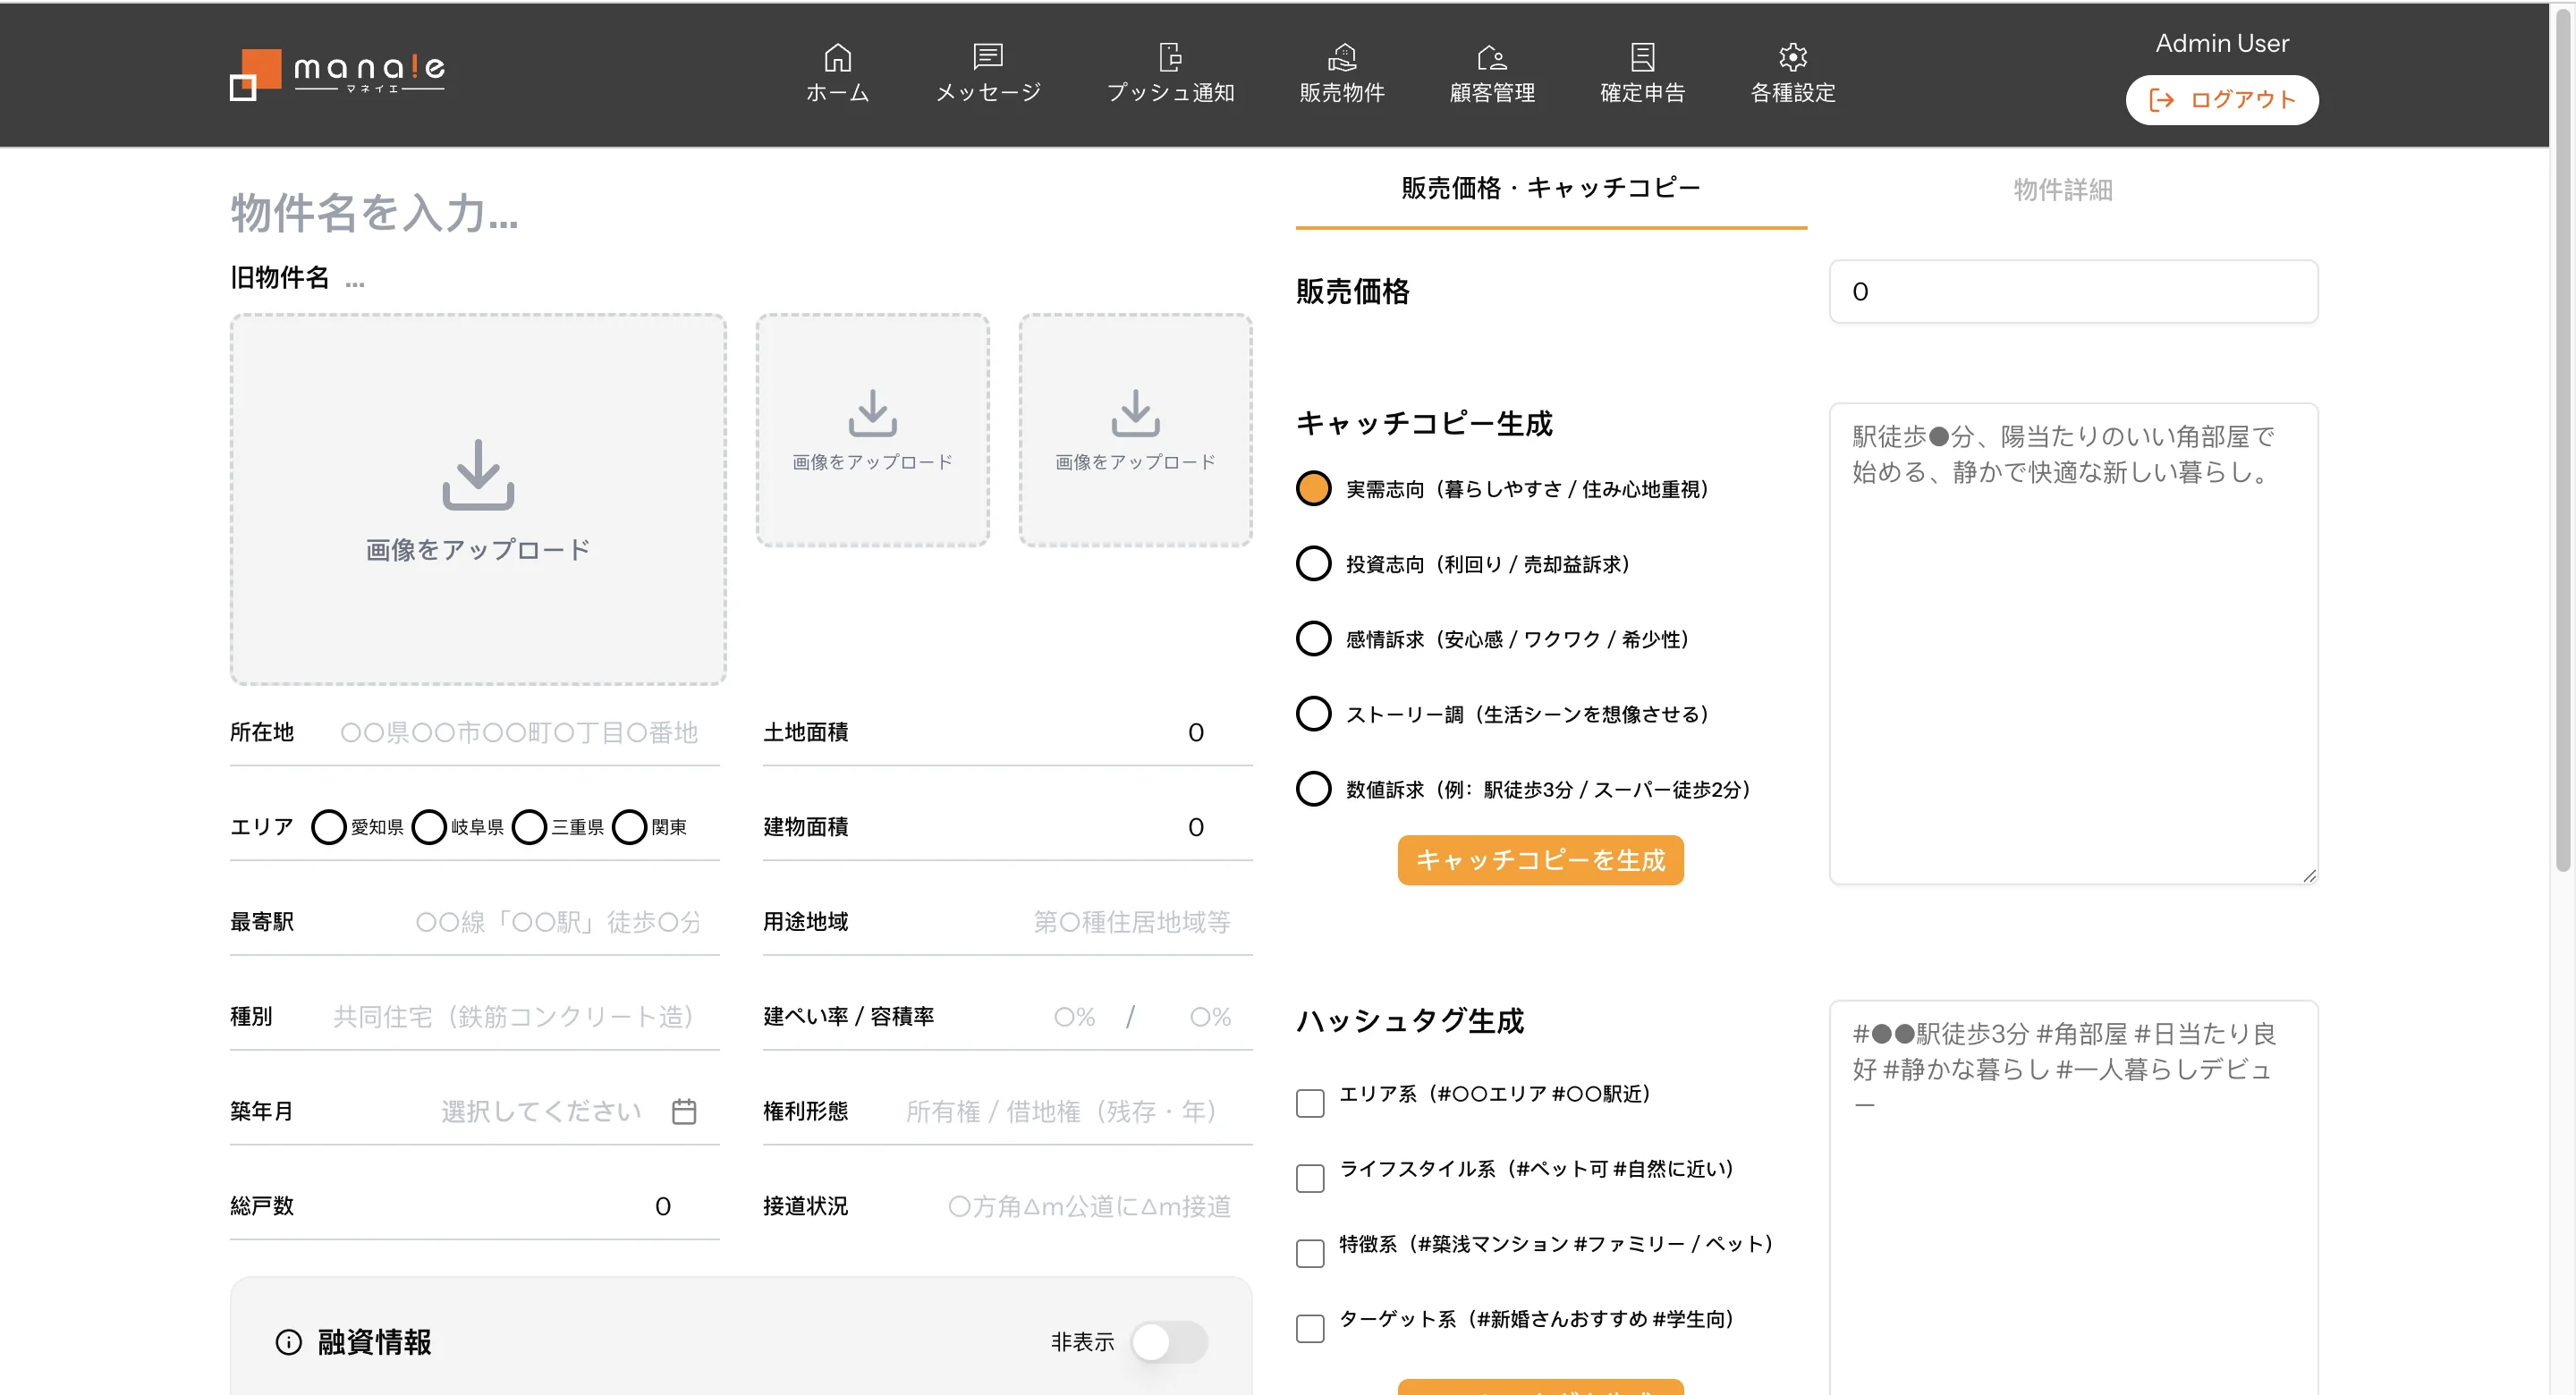 mana!e
マネイエ
ホーム
メッセージ
プッシュ通知
販売物件
顧客管理
確定申告
各種設定
Admin User
ログアウト
物件名を入力...
旧物件名 ...
画像をアップロード
画像をアップロード
画像をアップロード
所在地 〇〇県〇〇市〇〇町〇丁目〇番地
土地面積 0
エリア 愛知県 岐阜県 三重県 関東
建物面積 0
最寄駅 〇〇線「〇〇駅」徒歩〇分
用途地域 第〇種住居地域等
種別 共同住宅（鉄筋コンクリート造）
建ぺい率 / 容積率 〇% / 〇%
築年月 選択してください
権利形態 所有権 / 借地権（残存・年）
総戸数 0
接道状況 〇方角△m公道に△m接道
融資情報
非表示
販売価格・キャッチコピー
物件詳細
販売価格
0
キャッチコピー生成
実需志向（暮らしやすさ / 住み心地重視）
投資志向（利回り / 売却益訴求）
感情訴求（安心感 / ワクワク / 希少性）
ストーリー調（生活シーンを想像させる）
数値訴求（例：駅徒歩3分 / スーパー徒歩2分）
キャッチコピーを生成
駅徒歩●分、陽当たりのいい角部屋で
始める、静かで快適な新しい暮らし。
ハッシュタグ生成
エリア系（#〇〇エリア #〇〇駅近）
ライフスタイル系（#ペット可 #自然に近い）
特徴系（#築浅マンション #ファミリー / ペット）
ターゲット系（#新婚さんおすすめ #学生向）
#●●駅徒歩3分 #角部屋 #日当たり良
好 #静かな暮らし #一人暮らしデビュ
ー